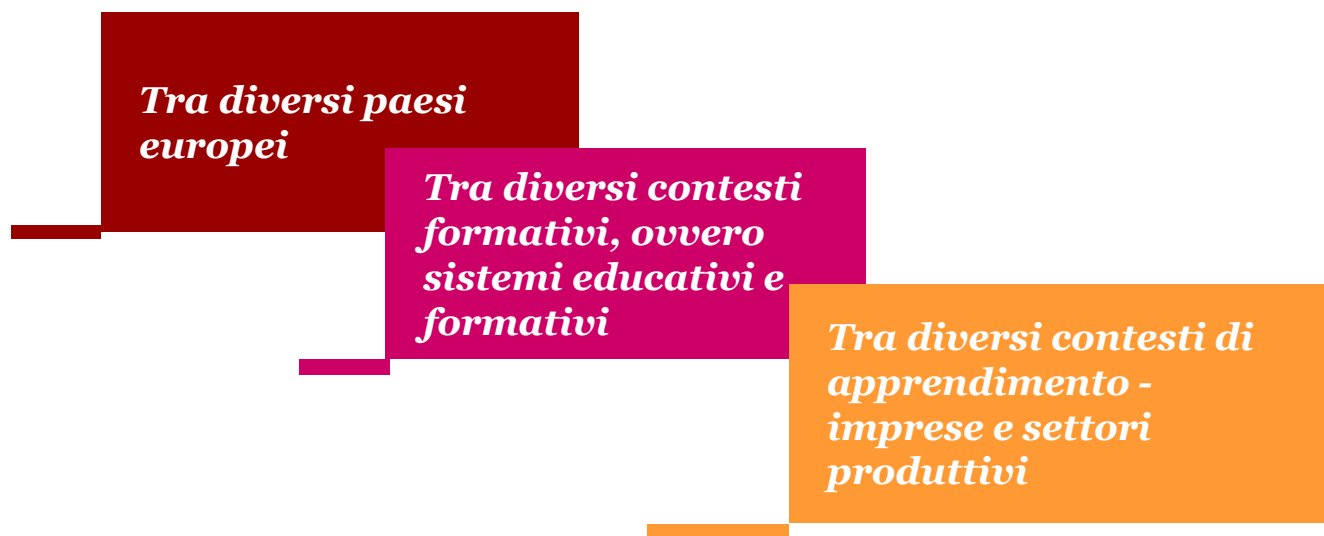 Tra diversi paesi
europei
Tra diversi contesti
formativi, ovvero
sistemi educativi e
formativi
Tra diversi contesti di
apprendimento -
imprese e settori
produttivi